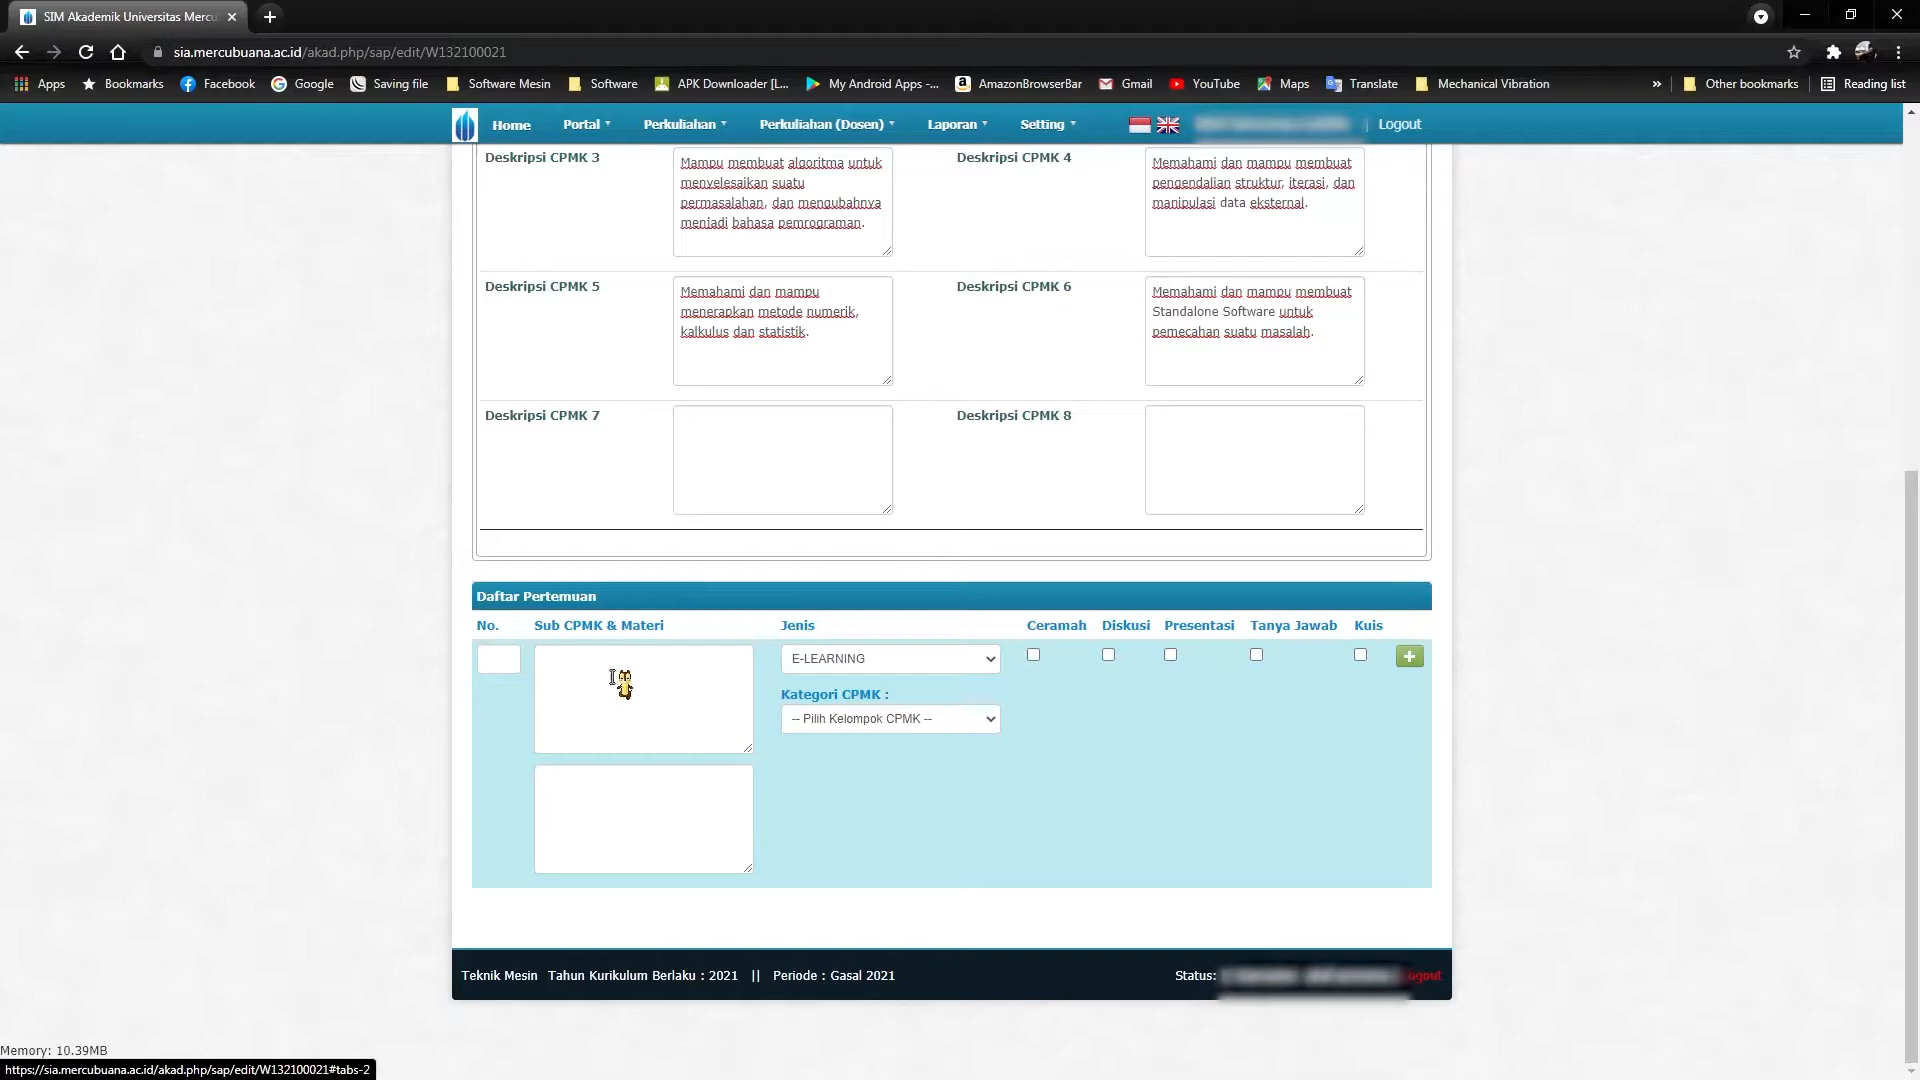 SIM Akademik Universitas Mercu
sia.mercubuana.ac.id/akad.php/sap/edit/W132100021
Apps Bookmarks Facebook Google Saving file Software Mesin Software APK Downloader [L... My Android Apps -... AmazonBrowserBar Gmail YouTube Maps Translate Mechanical Vibration » Other bookmarks Reading list
Home Portal Perkuliahan Perkuliahan (Dosen) Laporan Setting | Logout
Deskripsi CPMK 3
Mampu membuat algoritma untuk
menyelesaikan suatu
permasalahan, dan mengubahnya
menjadi bahasa pemrograman.
Deskripsi CPMK 4
Memahami dan mampu membuat
pengendalian struktur, iterasi, dan
manipulasi data eksternal.
Deskripsi CPMK 5
Memahami dan mampu
menerapkan metode numerik,
kalkulus dan statistik.
Deskripsi CPMK 6
Memahami dan mampu membuat
Standalone Software untuk
pemecahan suatu masalah.
Deskripsi CPMK 7
Deskripsi CPMK 8
Daftar Pertemuan
No. Sub CPMK & Materi Jenis Ceramah Diskusi Presentasi Tanya Jawab Kuis
E-LEARNING
Kategori CPMK :
-- Pilih Kelompok CPMK --
Teknik Mesin Tahun Kurikulum Berlaku : 2021 || Periode : Gasal 2021
Status: ogout
Memory: 10.39MB
https://sia.mercubuana.ac.id/akad.php/sap/edit/W132100021#tabs-2